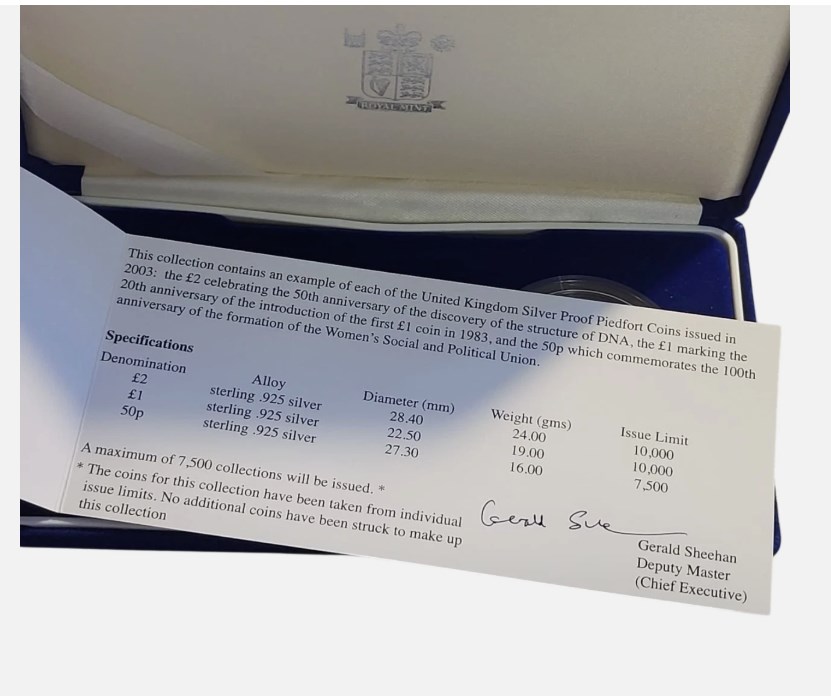 ROYAL MINT
This collection contains an example of each of the United Kingdom Silver Proof Piedfort Coins issued in
2003: the £2 celebrating the 50th anniversary of the discovery of the structure of DNA, the £1 marking the
20th anniversary of the introduction of the first £1 coin in 1983, and the 50p which commemorates the 100th
anniversary of the formation of the Women's Social and Political Union.
Specifications
Denomination Alloy Diameter (mm) Weight (gms) Issue Limit
£2 sterling .925 silver 28.40 24.00 10,000
£1 sterling .925 silver 22.50 19.00 10,000
50p sterling .925 silver 27.30 16.00 7,500
A maximum of 7,500 collections will be issued. *
* The coins for this collection have been taken from individual
issue limits. No additional coins have been struck to make up
this collection
Gerald Sheehan
Deputy Master
(Chief Executive)